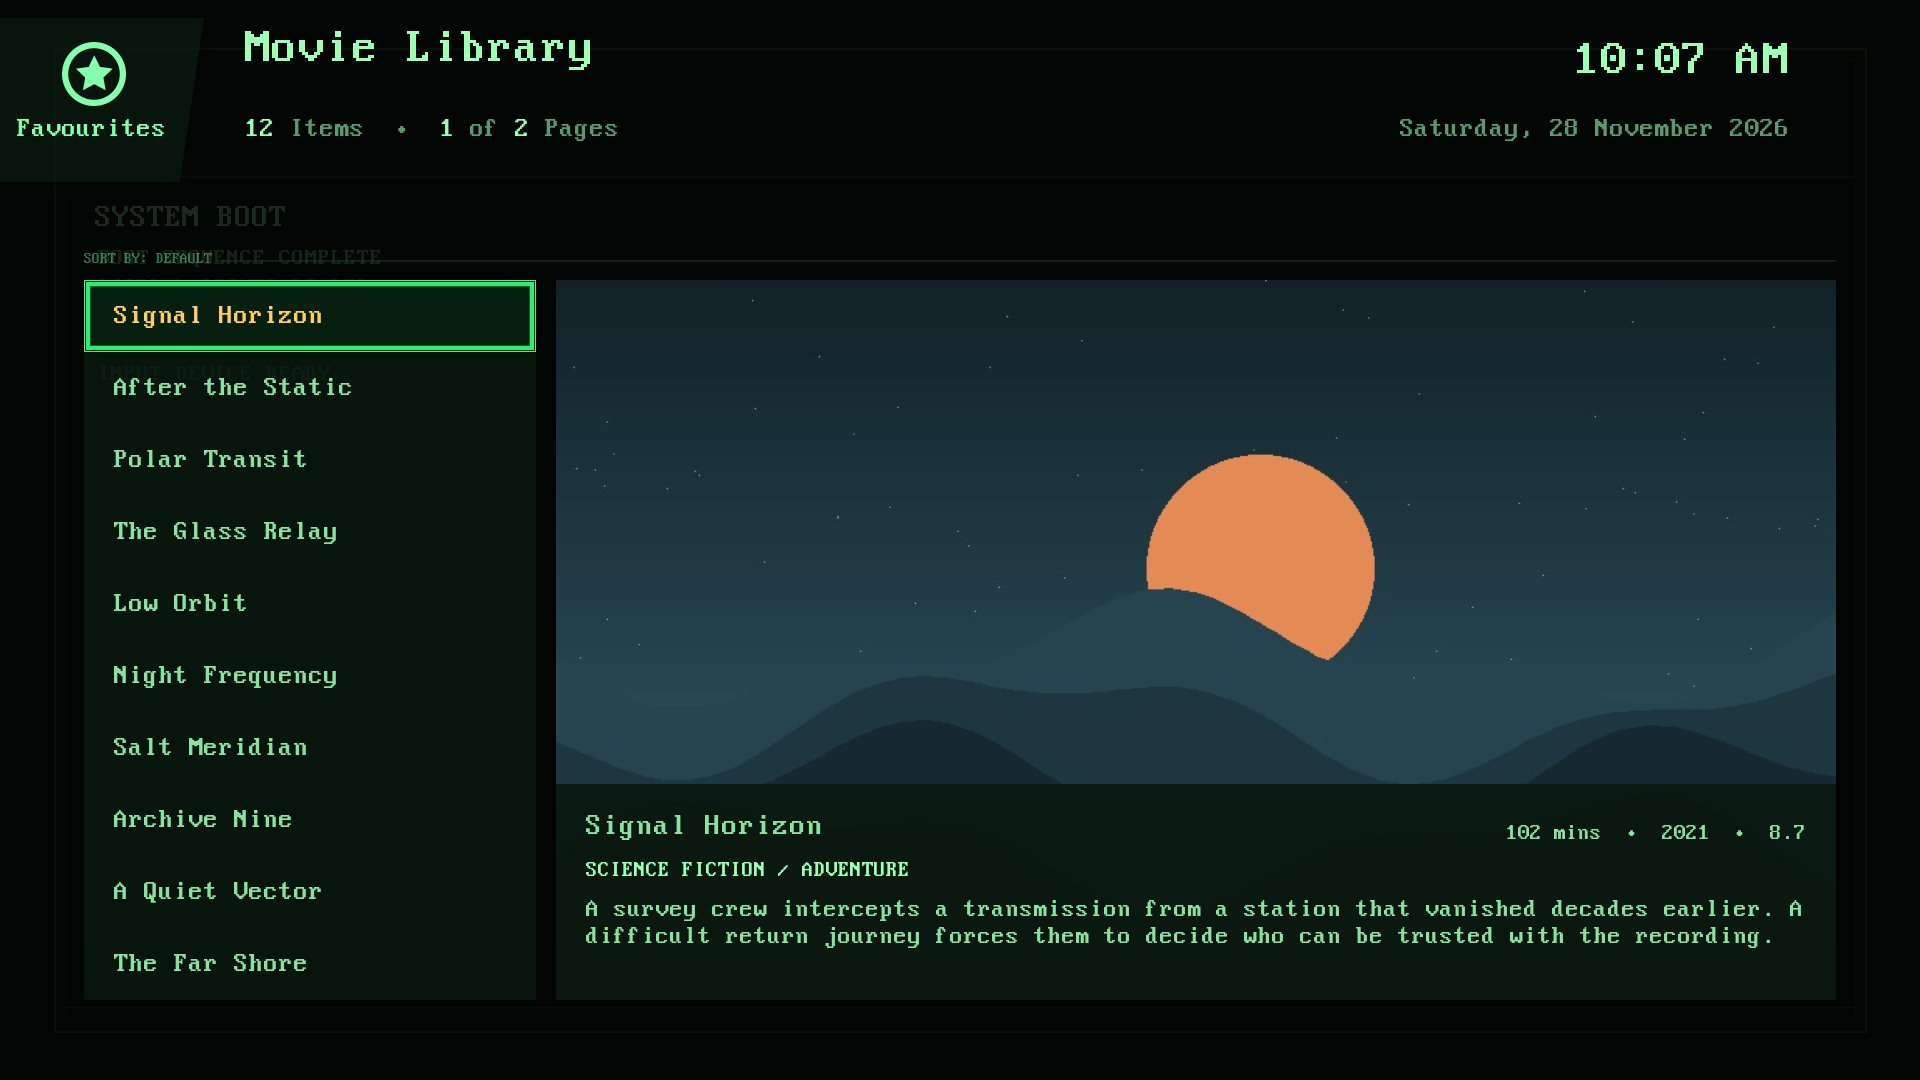 Movie Library
10:07 AM
Favourites
12 Items • 1 of 2 Pages
Saturday, 28 November 2026
SYSTEM BOOT
SORT BY: DEFAULT
COMPLETE
Signal Horizon
INPUT DEVICE READY
After the Static
Polar Transit
The Glass Relay
Low Orbit
Night Frequency
Salt Meridian
Archive Nine
A Quiet Vector
The Far Shore
Signal Horizon
102 mins • 2021 • 8.7
SCIENCE FICTION / ADVENTURE
A survey crew intercepts a transmission from a station that vanished decades earlier. A
difficult return journey forces them to decide who can be trusted with the recording.